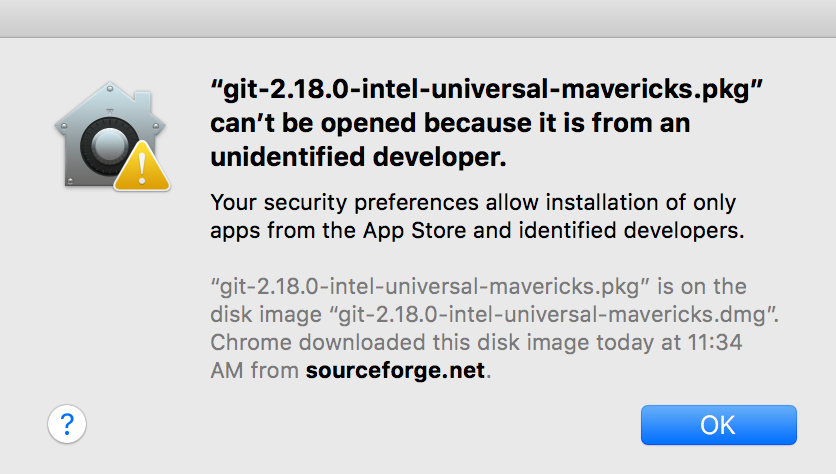 “git-2.18.0-intel-universal-mavericks.pkg”
can’t be opened because it is from an
unidentified developer.
Your security preferences allow installation of only
apps from the App Store and identified developers.
“git-2.18.0-intel-universal-mavericks.pkg” is on the
disk image “git-2.18.0-intel-universal-mavericks.dmg”.
Chrome downloaded this disk image today at 11:34
AM from sourceforge.net.
?
OK